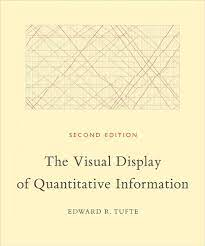 SECOND EDITION
The Visual Display
of Quantitative Information
EDWARD R. TUFTE